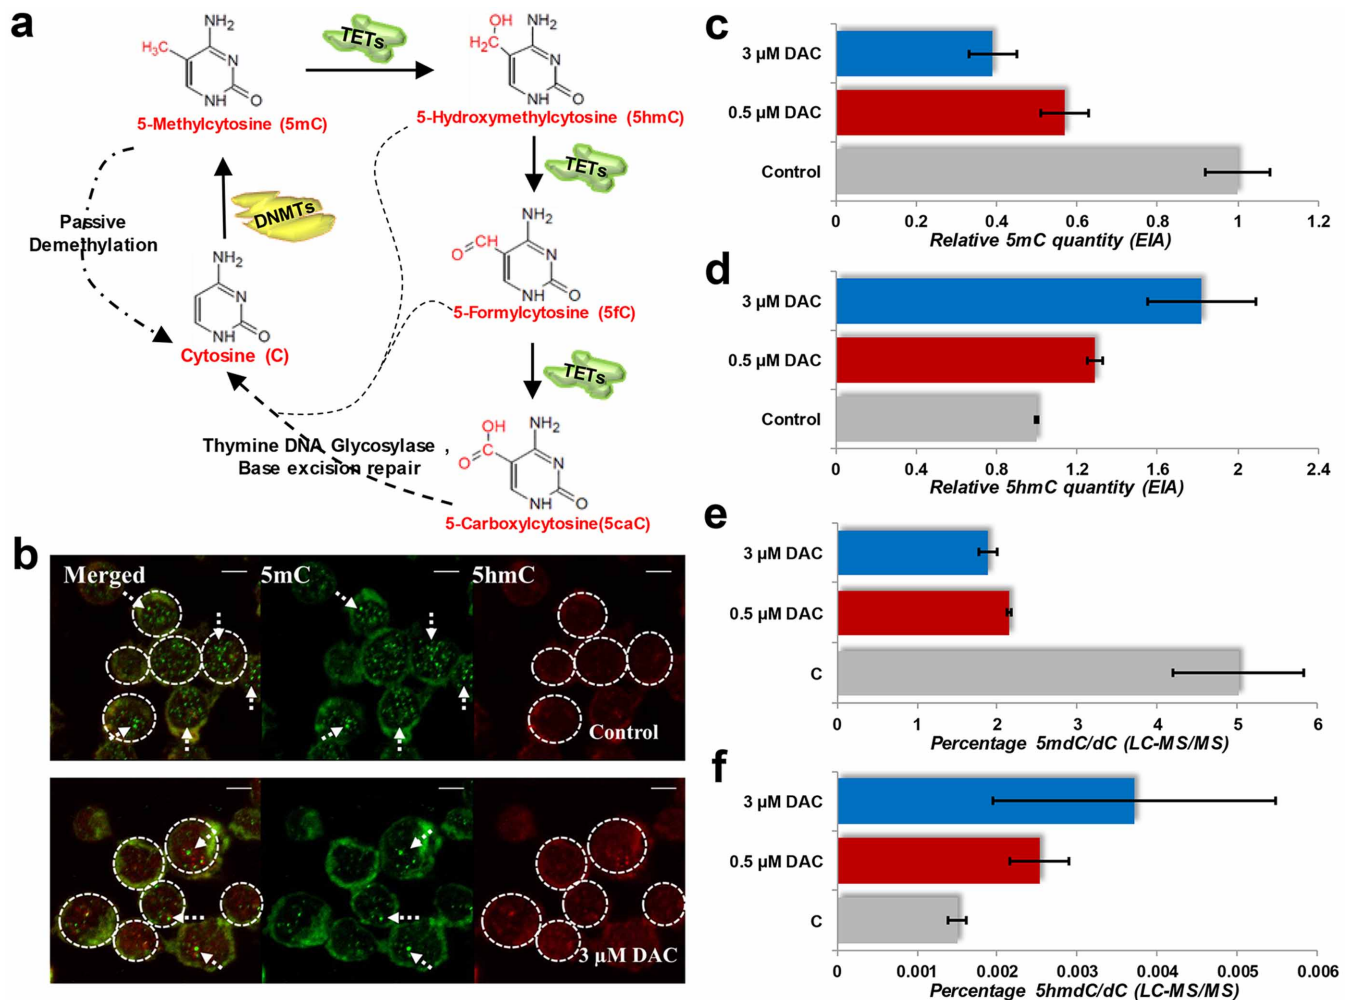 a
NH2
H3C
N
NH
O
5-Methylcytosine (5mC)
TETs
OH
NH2
H2C
N
NH
O
5-Hydroxymethylcytosine (5hmC)
TETs
Passive
Demethylation
DNMTs
NH2
N
NH
O
Cytosine (C)
NH2
O
CH
N
NH
O
5-Formylcytosine (5fC)
TETs
OH
NH2
O
C
N
NH
O
Thymine DNA Glycosylase ,
Base excision repair
5-Carboxylcytosine(5caC)
b
Merged
5mC
5hmC
Control
3 µM DAC
c
3 µM DAC
0.5 µM DAC
Control
0 0.2 0.4 0.6 0.8 1 1.2
Relative 5mC quantity (EIA)
d
3 µM DAC
0.5 µM DAC
Control
0 0.4 0.8 1.2 1.6 2 2.4
Relative 5hmC quantity (EIA)
e
3 µM DAC
0.5 µM DAC
C
0 1 2 3 4 5 6
Percentage 5mdC/dC (LC-MS/MS)
f
3 µM DAC
0.5 µM DAC
C
0 0.001 0.002 0.003 0.004 0.005 0.006
Percentage 5hmdC/dC (LC-MS/MS)